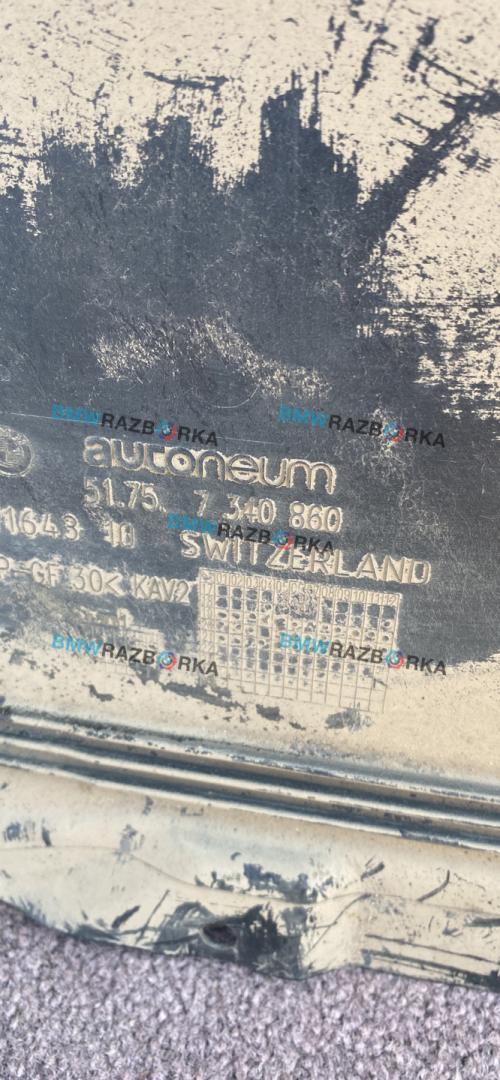 BMWRAZBORKA BMWRAZBORKA
autoneum
51.75. 7 340 860
1643 10
BMWRAZBORKA
SWITZERLAND
P-GF 30< KAV2
BMWRAZBORKA BMWRAZBORKA